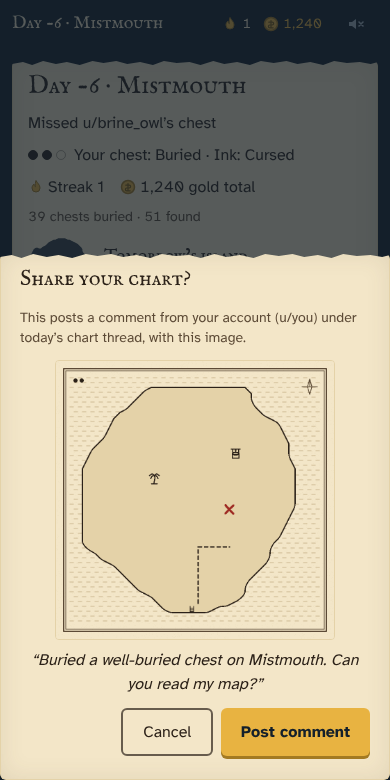 Day -6 · Mistmouth
1
1,240
Day -6 · Mistmouth
Missed u/brine_owl's chest
Your chest: Buried · Ink: Cursed
Streak 1
1,240 gold total
39 chests buried · 51 found
Tomorrow's island
Share your chart?
This posts a comment from your account (u/you) under
today's chart thread, with this image.
“Buried a well-buried chest on Mistmouth. Can
you read my map?”
Cancel
Post comment